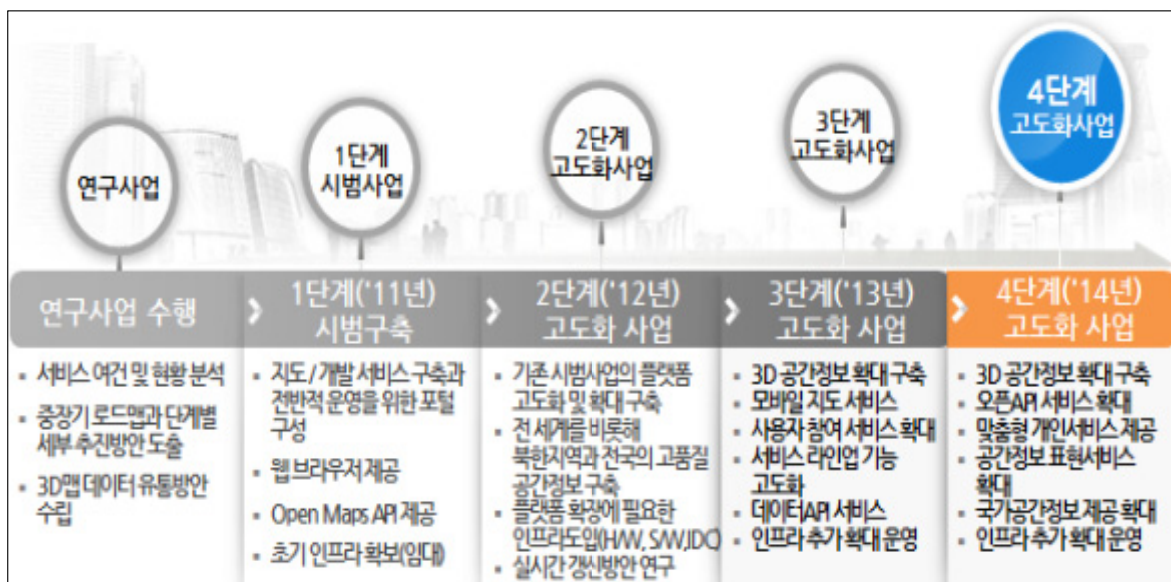 연구사업
1단계
시범사업
2단계
고도화사업
3단계
고도화사업
4단계
고도화사업
연구사업 수행
1단계('11년)
시범구축
2단계('12년)
고도화 사업
3단계('13년)
고도화 사업
4단계('14년)
고도화 사업
▪ 서비스 여건 및 현황 분석
▪ 중장기 로드맵과 단계별
세부 추진방안 도출
▪ 3D맵 데이터 유통방안
수립
▪ 지도 / 개발 서비스 구축과
전반적 운영을 위한 포털
구성
▪ 웹 브라우저 제공
▪ Open Maps API 제공
▪ 초기 인프라 확보(임대)
▪ 기존 시범사업의 플랫폼
고도화 및 확대 구축
▪ 전 세계를 비롯해
북한지역과 전국의 고품질
공간정보 구축
▪ 플랫폼 확장에 필요한
인프라도입(H/W, S/W,IDC)
▪ 실시간 갱신방안 연구
▪ 3D 공간정보 확대 구축
▪ 모바일 지도 서비스
▪ 사용자 참여 서비스 확대
▪ 서비스 라인업 기능
고도화
▪ 데이터API 서비스
▪ 인프라 추가 확대 운영
▪ 3D 공간정보 확대 구축
▪ 오픈API 서비스 확대
▪ 맞춤형 개인서비스 제공
▪ 공간정보 표현서비스
확대
▪ 국가공간정보 제공 확대
▪ 인프라 추가 확대 운영